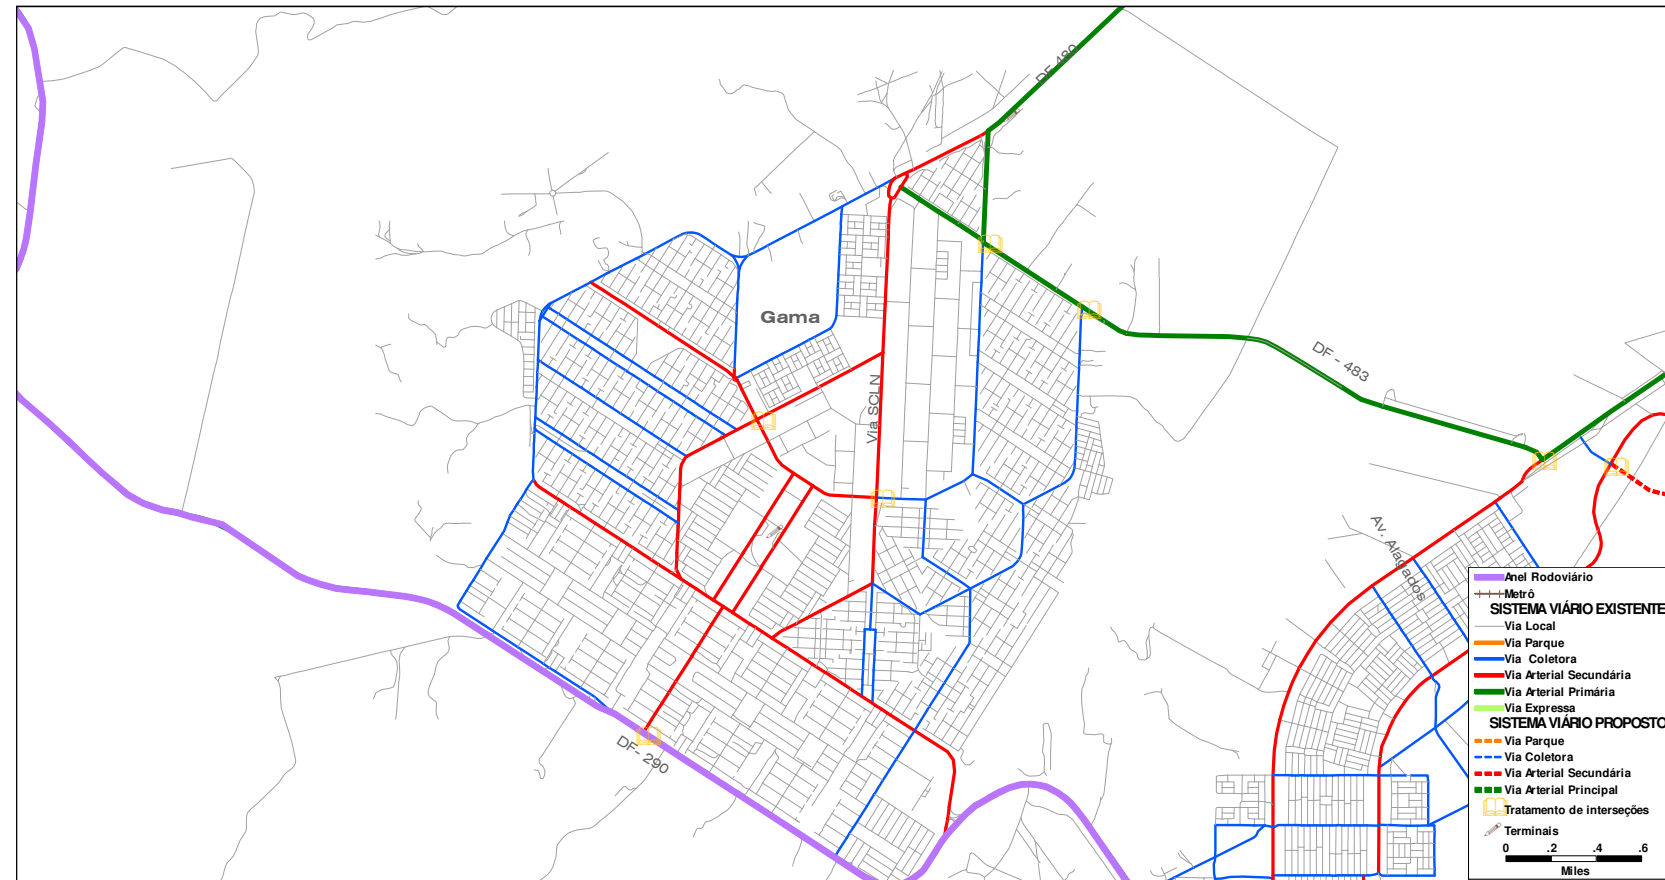 DF 480
Gama
DF - 483
Via SCLN
Av. Alagados
DF- 290
Anel Rodoviário
Metrô
SISTEMA VIÁRIO EXISTENTE
Via Local
Via Parque
Via Coletora
Via Arterial Secundária
Via Arterial Primária
Via Expressa
SISTEMA VIÁRIO PROPOSTO
Via Parque
Via Coletora
Via Arterial Secundária
Via Arterial Principal
Tratamento de interseções
Terminais
0 .2 .4 .6
Miles